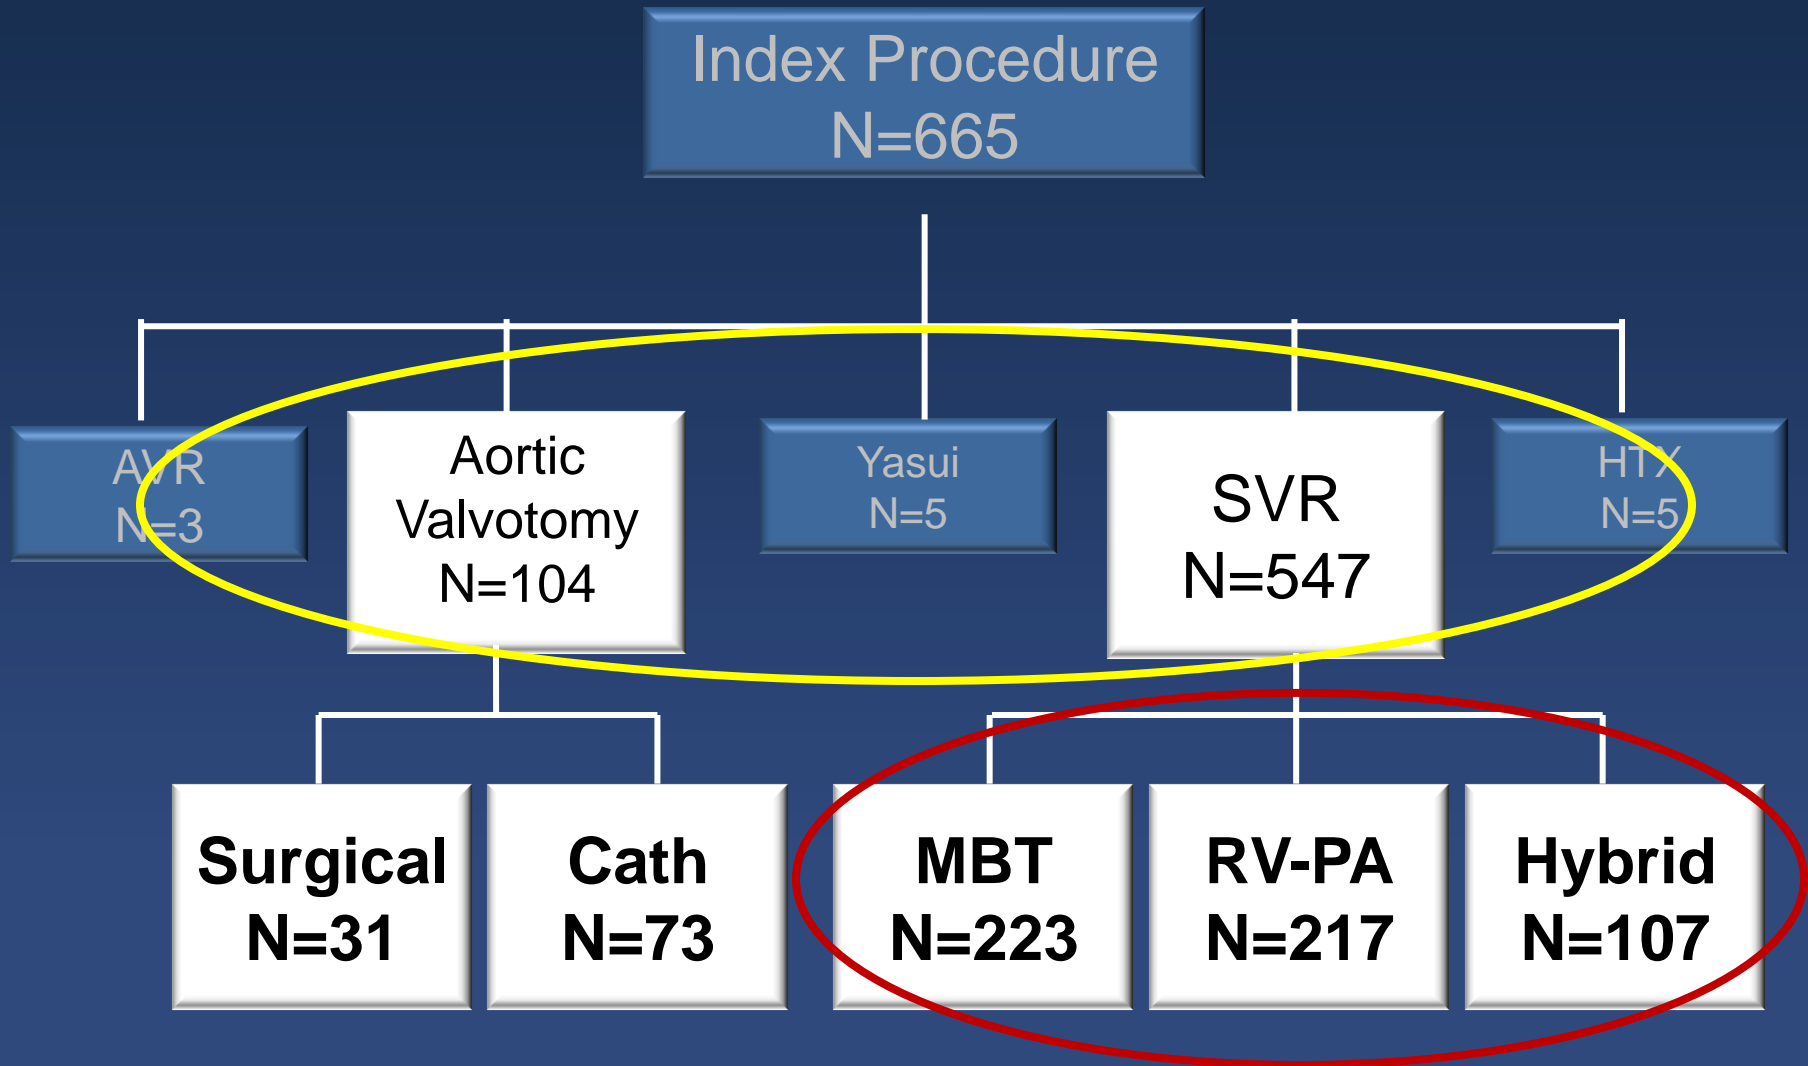 Index Procedure
N=665
AVR
N=3
Aortic
Valvotomy
N=104
Yasui
N=5
SVR
N=547
HTX
N=5
Surgical
N=31
Cath
N=73
MBT
N=223
RV-PA
N=217
Hybrid
N=107